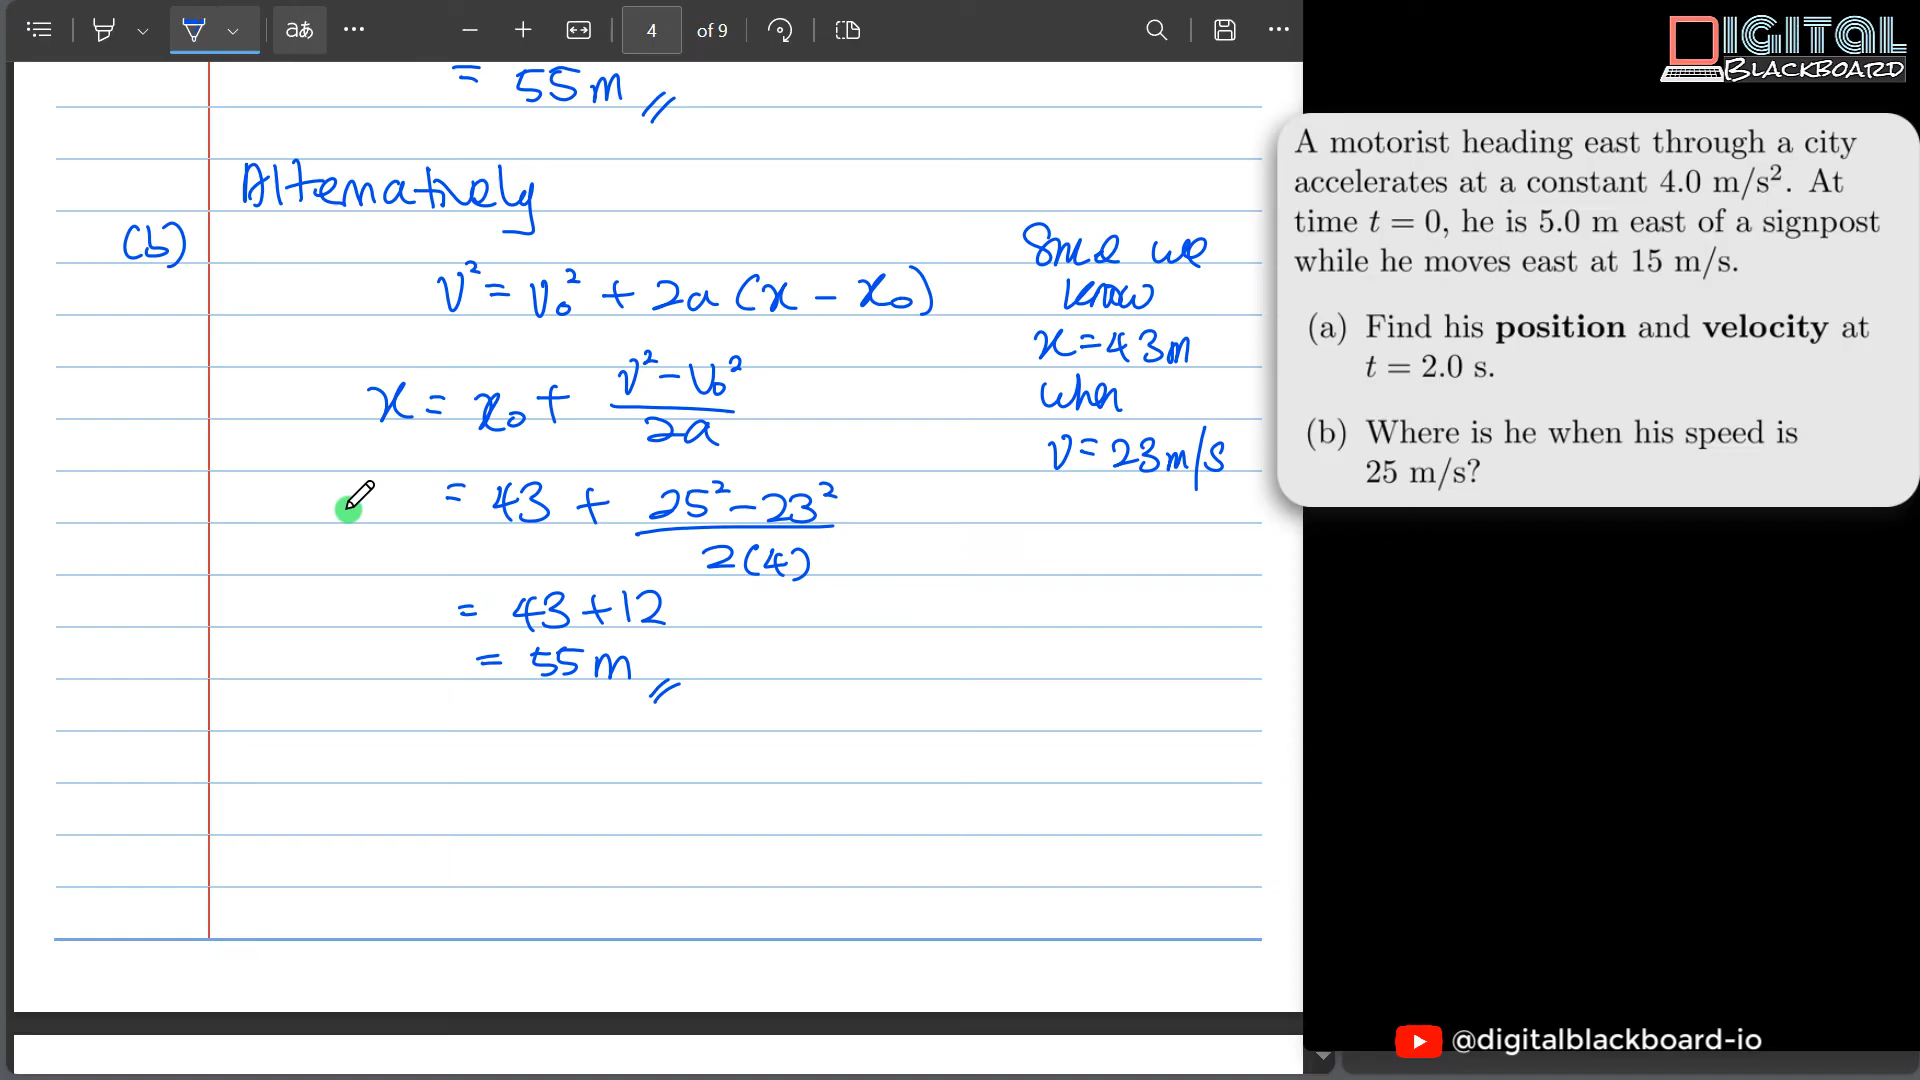 aあ
4 of 9
= 55 m
Alternatively
(b)
v² = v₀² + 2a (x − x₀)
x = x₀ + (v² − v₀²)/2a
= 43 + (25² − 23²)/2(4)
= 43 + 12
= 55 m
Since we
know
x = 43 m
when
v = 23 m/s
DIGITAL
BLACKBOARD
A motorist heading east through a city
accelerates at a constant 4.0 m/s². At
time t = 0, he is 5.0 m east of a signpost
while he moves east at 15 m/s.
(a) Find his position and velocity at
t = 2.0 s.
(b) Where is he when his speed is
25 m/s?
@digitalblackboard-io